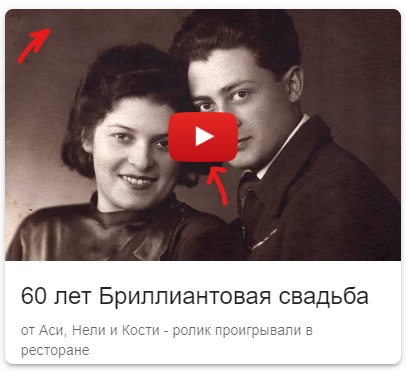 60 лет Бриллиантовая свадьба
от Аси, Нели и Кости - ролик проигрывали в
ресторане